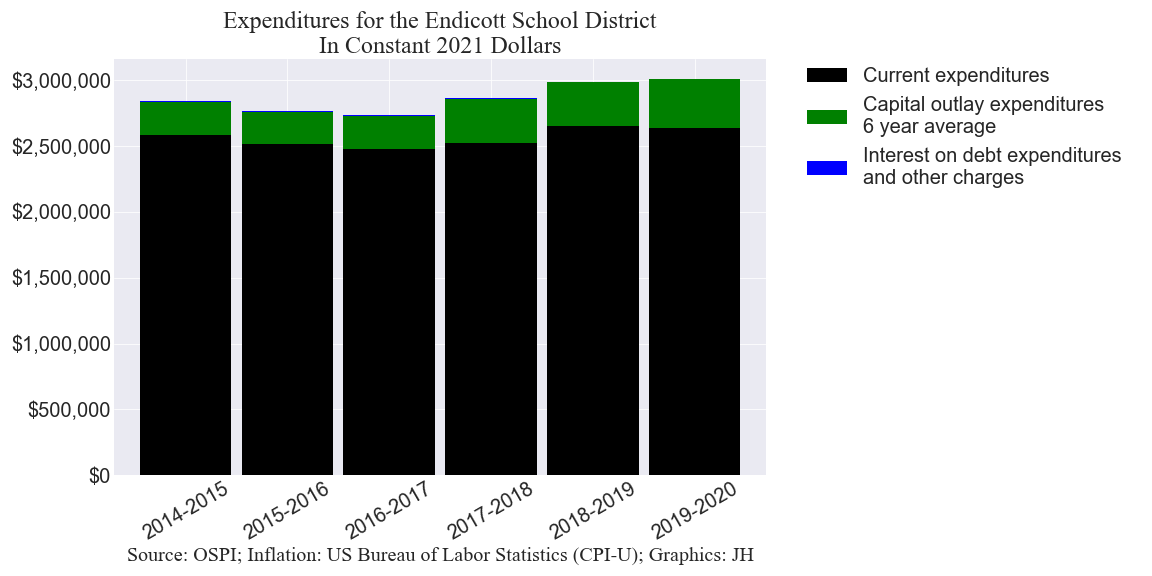 Expenditures for the Endicott School District
In Constant 2021 Dollars
$3,000,000
$2,500,000
$2,000,000
$1,500,000
$1,000,000
$500,000
$0
2014-2015
2015-2016
2016-2017
2017-2018
2018-2019
2019-2020
Current expenditures
Capital outlay expenditures
6 year average
Interest on debt expenditures
and other charges
Source: OSPI; Inflation: US Bureau of Labor Statistics (CPI-U); Graphics: JH